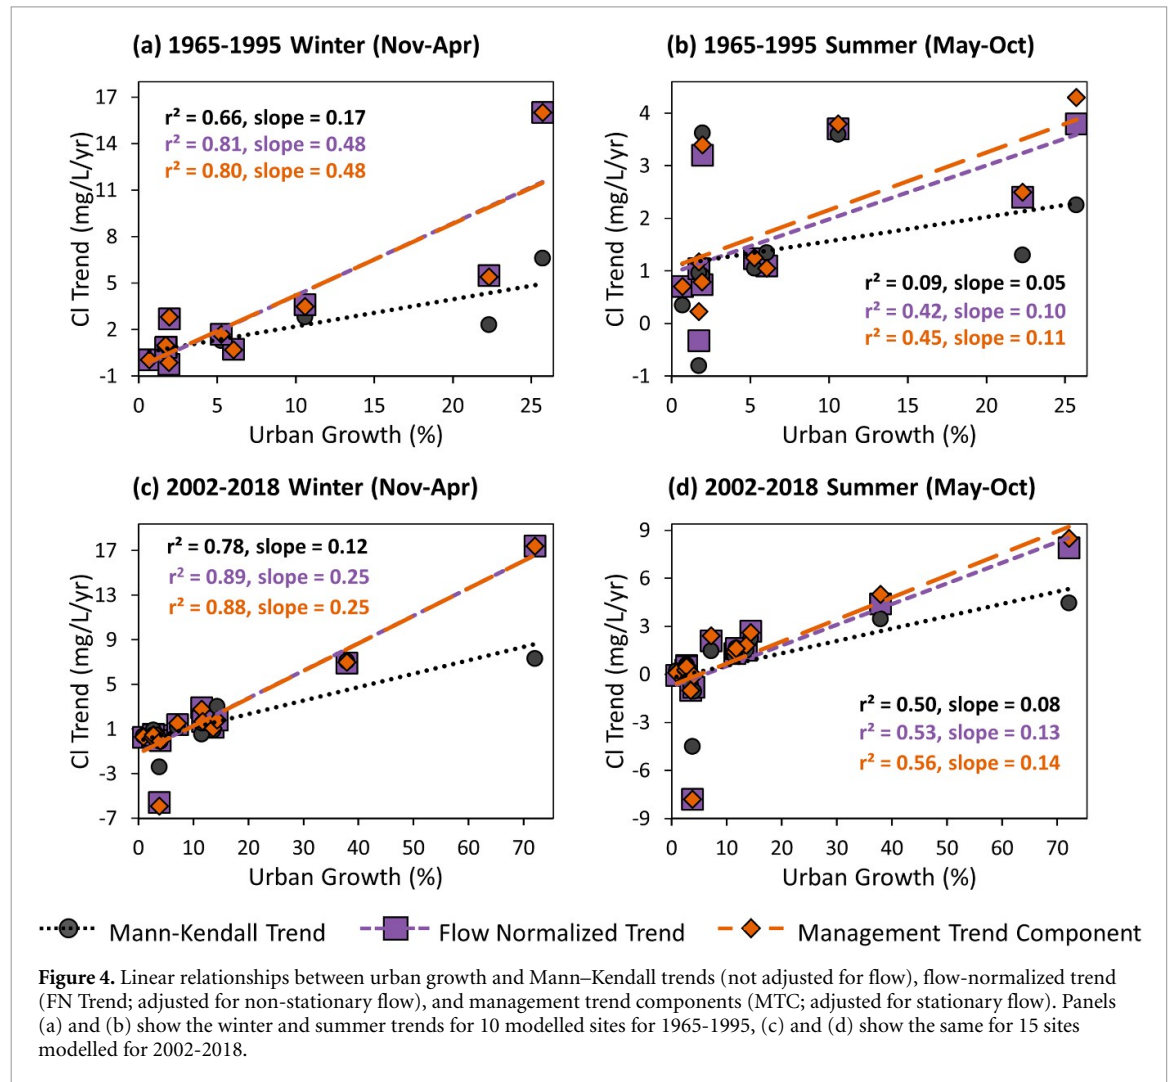 (a) 1965-1995 Winter (Nov-Apr)
Cl Trend (mg/L/yr)
17
14
11
8
5
2
-1
r² = 0.66, slope = 0.17
r² = 0.81, slope = 0.48
r² = 0.80, slope = 0.48
0 5 10 15 20 25
Urban Growth (%)
(b) 1965-1995 Summer (May-Oct)
Cl Trend (mg/L/yr)
4
3
2
1
0
-1
r² = 0.09, slope = 0.05
r² = 0.42, slope = 0.10
r² = 0.45, slope = 0.11
0 5 10 15 20 25
Urban Growth (%)
(c) 2002-2018 Winter (Nov-Apr)
Cl Trend (mg/L/yr)
17
13
9
5
1
-3
-7
r² = 0.78, slope = 0.12
r² = 0.89, slope = 0.25
r² = 0.88, slope = 0.25
0 10 20 30 40 50 60 70
Urban Growth (%)
(d) 2002-2018 Summer (May-Oct)
Cl Trend (mg/L/yr)
9
6
3
0
-3
-6
-9
r² = 0.50, slope = 0.08
r² = 0.53, slope = 0.13
r² = 0.56, slope = 0.14
0 10 20 30 40 50 60 70
Urban Growth (%)
Mann-Kendall Trend
Flow Normalized Trend
Management Trend Component
Figure 4. Linear relationships between urban growth and Mann–Kendall trends (not adjusted for flow), flow-normalized trend
(FN Trend; adjusted for non-stationary flow), and management trend components (MTC; adjusted for stationary flow). Panels
(a) and (b) show the winter and summer trends for 10 modelled sites for 1965-1995, (c) and (d) show the same for 15 sites
modelled for 2002-2018.